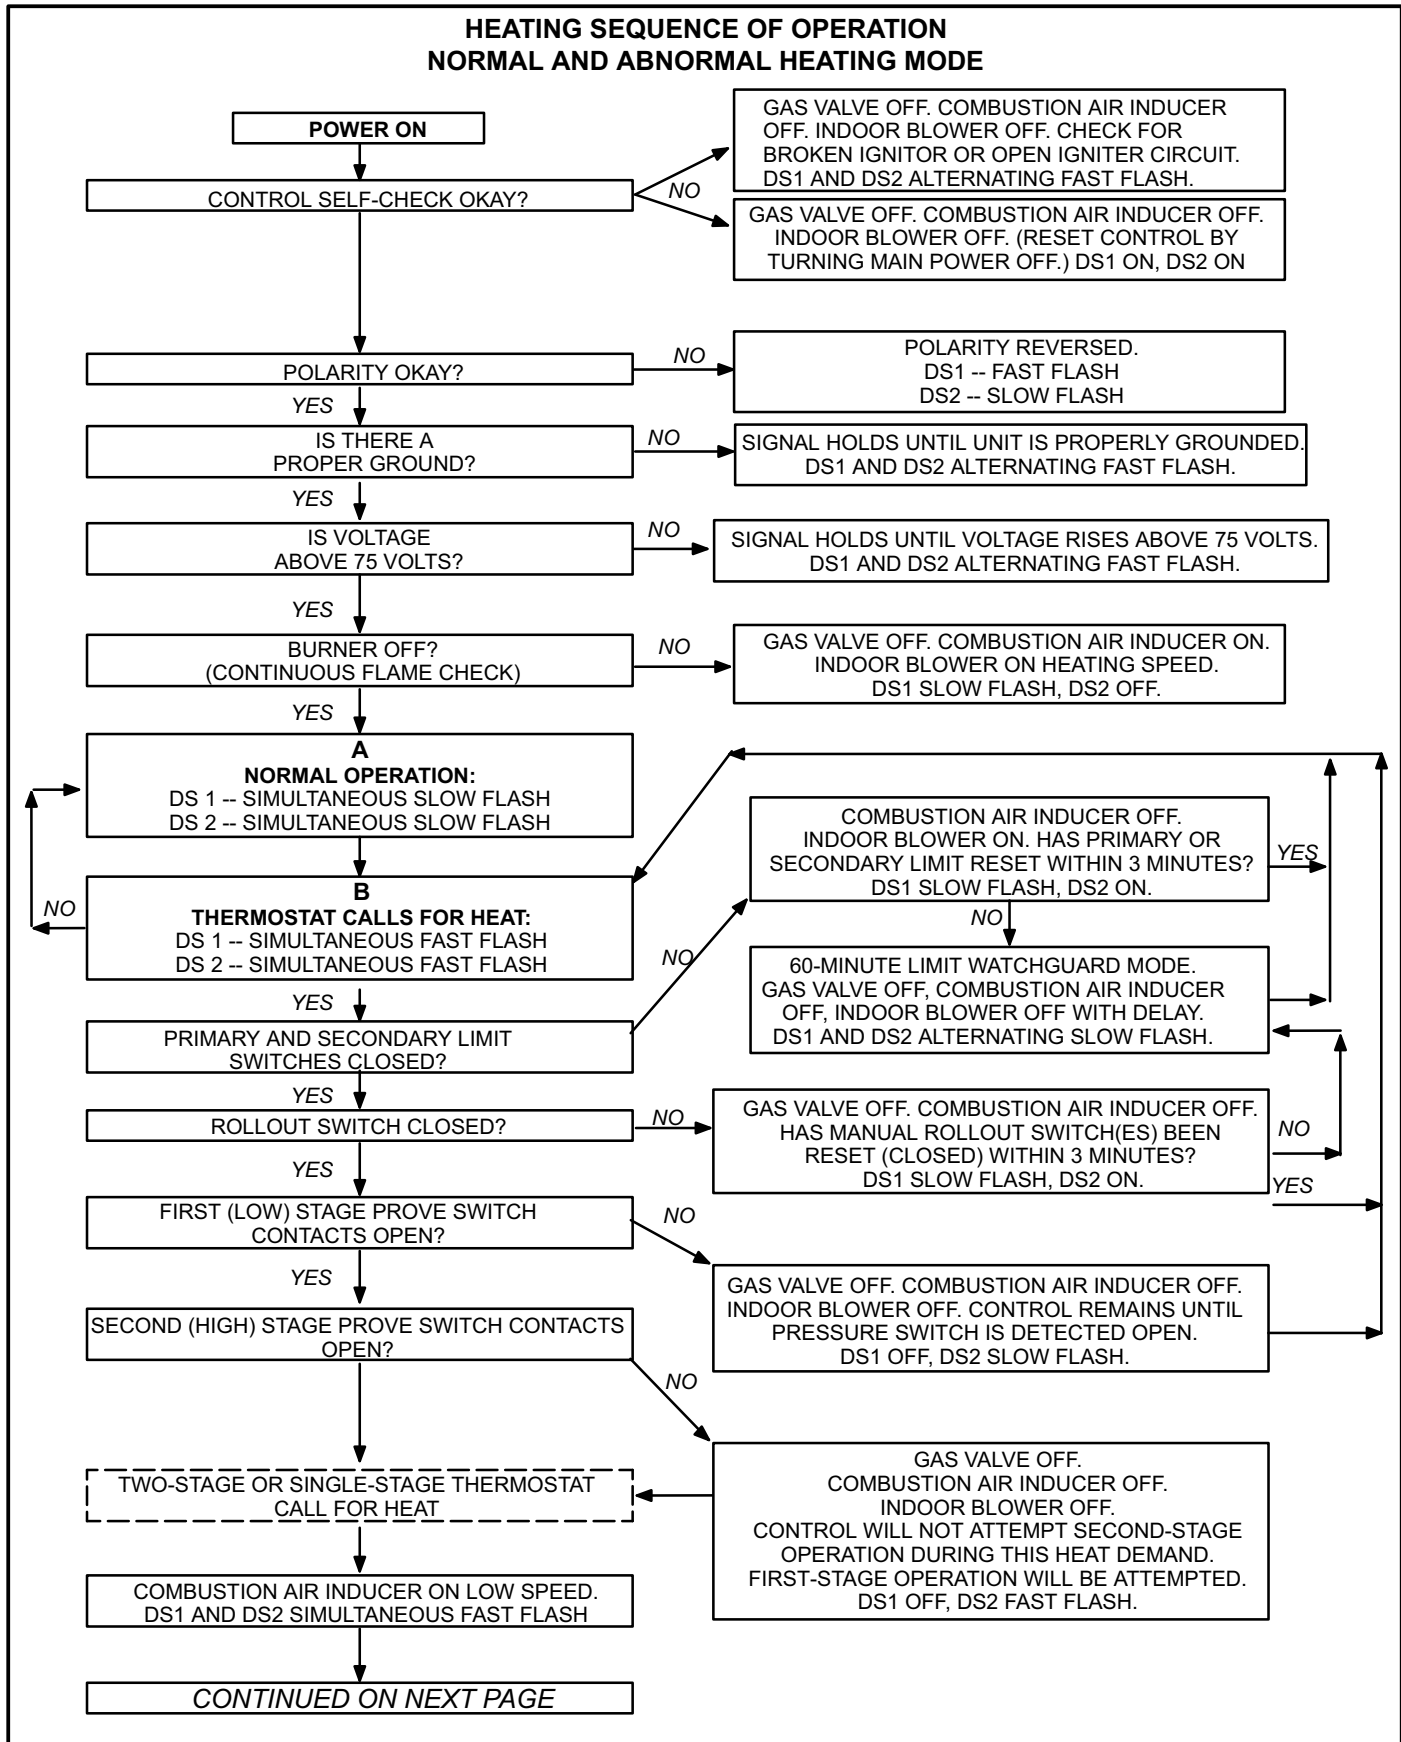 HEATING SEQUENCE OF OPERATION
NORMAL AND ABNORMAL HEATING MODE
POWER ON
GAS VALVE OFF. COMBUSTION AIR INDUCER
OFF. INDOOR BLOWER OFF. CHECK FOR
BROKEN IGNITOR OR OPEN IGNITER CIRCUIT.
DS1 AND DS2 ALTERNATING FAST FLASH.
CONTROL SELF-CHECK OKAY?
NO
GAS VALVE OFF. COMBUSTION AIR INDUCER OFF.
INDOOR BLOWER OFF. (RESET CONTROL BY
TURNING MAIN POWER OFF.) DS1 ON, DS2 ON
POLARITY OKAY?
NO
POLARITY REVERSED.
DS1 -- FAST FLASH
DS2 -- SLOW FLASH
YES
IS THERE A
PROPER GROUND?
NO
SIGNAL HOLDS UNTIL UNIT IS PROPERLY GROUNDED.
DS1 AND DS2 ALTERNATING FAST FLASH.
YES
IS VOLTAGE
ABOVE 75 VOLTS?
NO
SIGNAL HOLDS UNTIL VOLTAGE RISES ABOVE 75 VOLTS.
DS1 AND DS2 ALTERNATING FAST FLASH.
YES
BURNER OFF?
(CONTINUOUS FLAME CHECK)
NO
GAS VALVE OFF. COMBUSTION AIR INDUCER ON.
INDOOR BLOWER ON HEATING SPEED.
DS1 SLOW FLASH, DS2 OFF.
YES
A
NORMAL OPERATION:
DS 1 -- SIMULTANEOUS SLOW FLASH
DS 2 -- SIMULTANEOUS SLOW FLASH
NO
B
THERMOSTAT CALLS FOR HEAT:
DS 1 -- SIMULTANEOUS FAST FLASH
DS 2 -- SIMULTANEOUS FAST FLASH
COMBUSTION AIR INDUCER OFF.
INDOOR BLOWER ON. HAS PRIMARY OR
SECONDARY LIMIT RESET WITHIN 3 MINUTES?
DS1 SLOW FLASH, DS2 ON.
YES
NO
NO
60-MINUTE LIMIT WATCHGUARD MODE.
GAS VALVE OFF, COMBUSTION AIR INDUCER
OFF, INDOOR BLOWER OFF WITH DELAY.
DS1 AND DS2 ALTERNATING SLOW FLASH.
YES
PRIMARY AND SECONDARY LIMIT
SWITCHES CLOSED?
YES
ROLLOUT SWITCH CLOSED?
NO
GAS VALVE OFF. COMBUSTION AIR INDUCER OFF.
HAS MANUAL ROLLOUT SWITCH(ES) BEEN
RESET (CLOSED) WITHIN 3 MINUTES?
DS1 SLOW FLASH, DS2 ON.
NO
YES
YES
FIRST (LOW) STAGE PROVE SWITCH
CONTACTS OPEN?
NO
GAS VALVE OFF. COMBUSTION AIR INDUCER OFF.
INDOOR BLOWER OFF. CONTROL REMAINS UNTIL
PRESSURE SWITCH IS DETECTED OPEN.
DS1 OFF, DS2 SLOW FLASH.
YES
SECOND (HIGH) STAGE PROVE SWITCH CONTACTS
OPEN?
NO
GAS VALVE OFF.
COMBUSTION AIR INDUCER OFF.
INDOOR BLOWER OFF.
CONTROL WILL NOT ATTEMPT SECOND-STAGE
OPERATION DURING THIS HEAT DEMAND.
FIRST-STAGE OPERATION WILL BE ATTEMPTED.
DS1 OFF, DS2 FAST FLASH.
TWO-STAGE OR SINGLE-STAGE THERMOSTAT
CALL FOR HEAT
COMBUSTION AIR INDUCER ON LOW SPEED.
DS1 AND DS2 SIMULTANEOUS FAST FLASH
CONTINUED ON NEXT PAGE